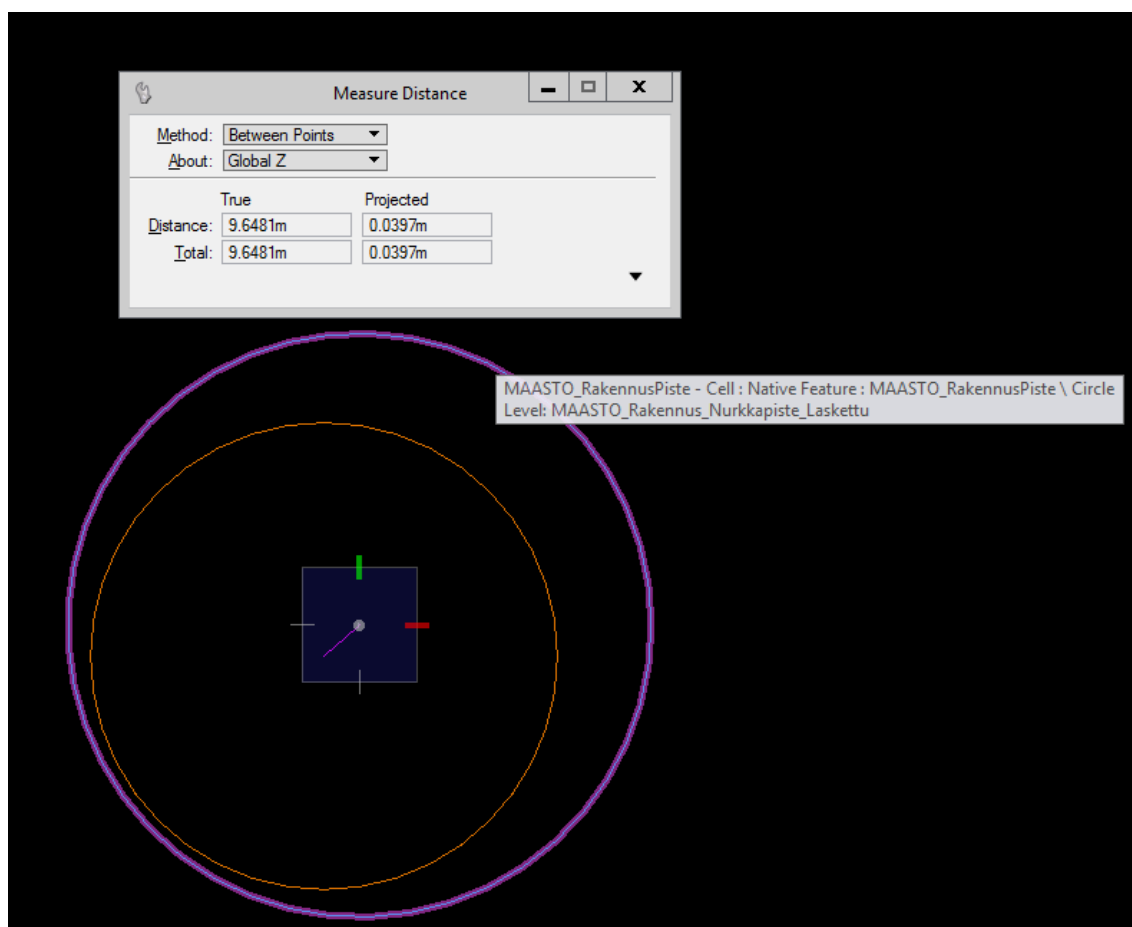 Measure Distance
Method: Between Points
About: Global Z
True Projected
Distance: 9.6481m 0.0397m
Total: 9.6481m 0.0397m
MAASTO_RakennusPiste - Cell : Native Feature : MAASTO_RakennusPiste \ Circle
Level: MAASTO_Rakennus_Nurkkapiste_Laskettu